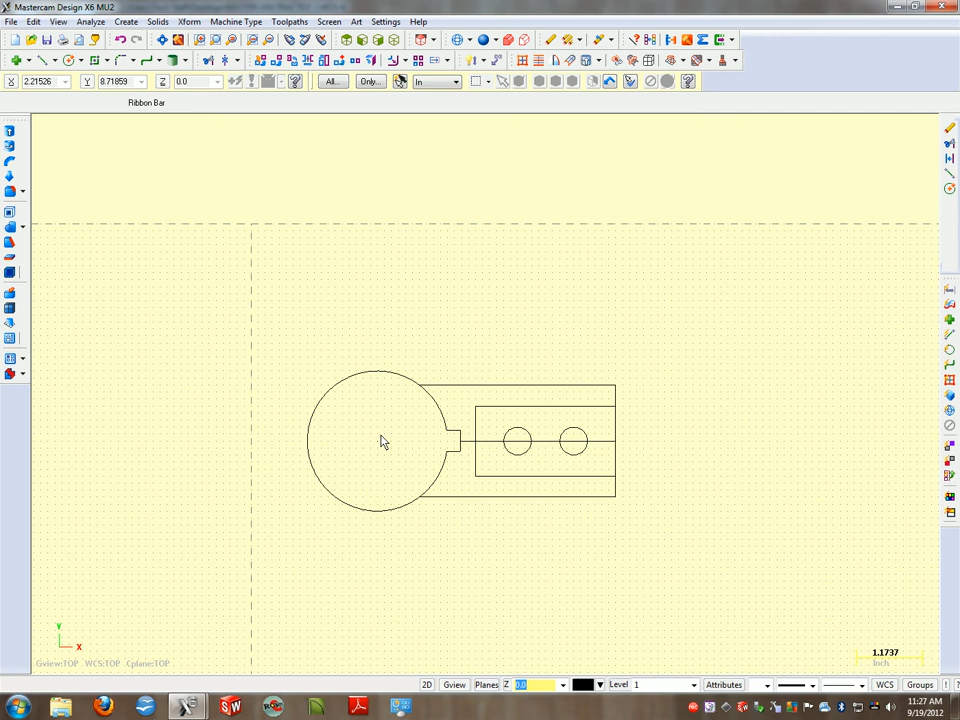 Mastercam Design X6 MU2
File Edit View Analyze Create Solids Xform Machine Type Toolpaths Screen Art Settings Help
X 2.21526 Y 8.71859 Z 0.0 All... Only... In
Ribbon Bar
Y
X
Gview:TOP WCS:TOP Cplane:TOP
1.1737
Inch
2D Gview Planes Z 0.0 Level 1 Attributes WCS Groups ?
11:27 AM
9/19/2012